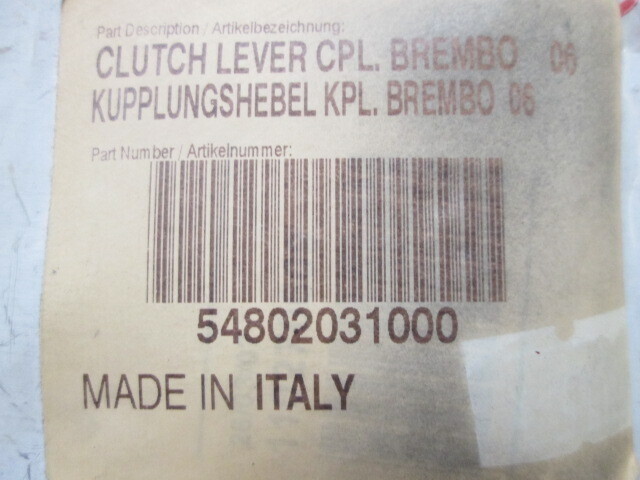 Part Description / Artikelbezeichnung:
CLUTCH LEVER CPL. BREMBO 06
KUPPLUNGSHEBEL KPL. BREMBO 06
Part Number / Artikelnummer:
54802031000
MADE IN ITALY